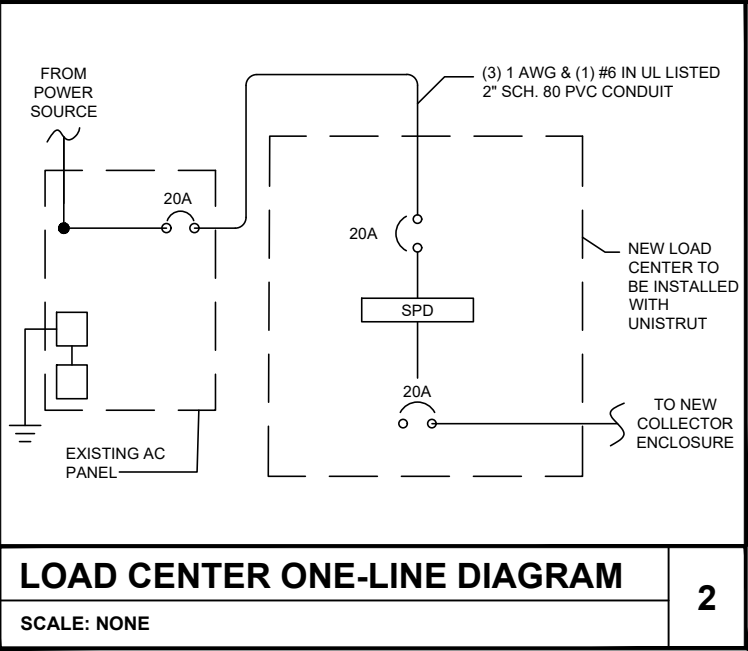 FROM
POWER
SOURCE
(3) 1 AWG & (1) #6 IN UL LISTED
2" SCH. 80 PVC CONDUIT
20A
20A
NEW LOAD
CENTER TO
BE INSTALLED
WITH
UNISTRUT
SPD
20A
TO NEW
COLLECTOR
ENCLOSURE
EXISTING AC
PANEL
LOAD CENTER ONE-LINE DIAGRAM
2
SCALE: NONE